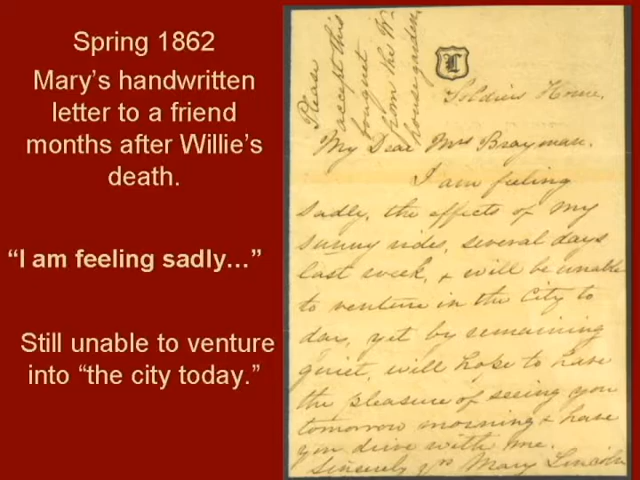 Spring 1862
Mary's handwritten
letter to a friend
months after Willie's
death.
"I am feeling sadly..."
Still unable to venture
into "the city today."
Please
accept this
bouquet
from the W.
house garden,
L
Soldiers Home.
My Dear Mrs Brayman.
I am feeling
sadly, the effects of my
sunny rides, several days
last week, & will be unable
to venture in the City to
day, yet by remaining
quiet, will hope to have
the pleasure of seeing you
tomorrow morning & have
you drive with me.
Sincerely yrs Mary Lincoln